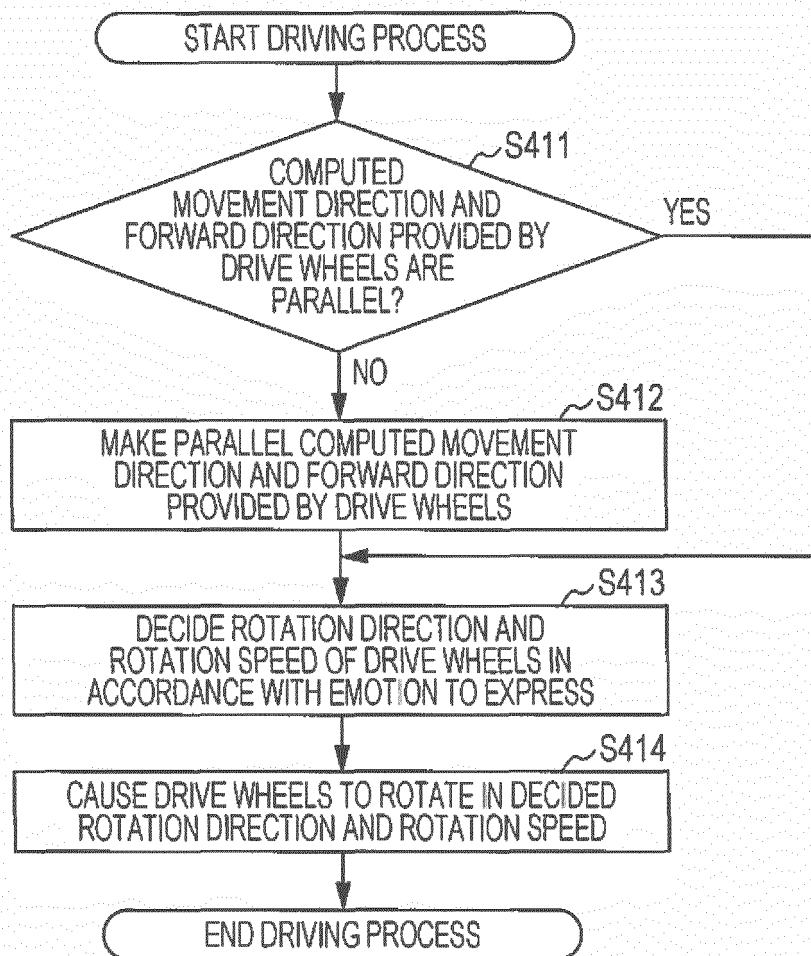 START DRIVING PROCESS
S411
COMPUTED
MOVEMENT DIRECTION AND
FORWARD DIRECTION PROVIDED BY
DRIVE WHEELS ARE
PARALLEL?
YES
NO
S412
MAKE PARALLEL COMPUTED MOVEMENT
DIRECTION AND FORWARD DIRECTION
PROVIDED BY DRIVE WHEELS
S413
DECIDE ROTATION DIRECTION AND
ROTATION SPEED OF DRIVE WHEELS IN
ACCORDANCE WITH EMOTION TO EXPRESS
S414
CAUSE DRIVE WHEELS TO ROTATE IN DECIDED
ROTATION DIRECTION AND ROTATION SPEED
END DRIVING PROCESS